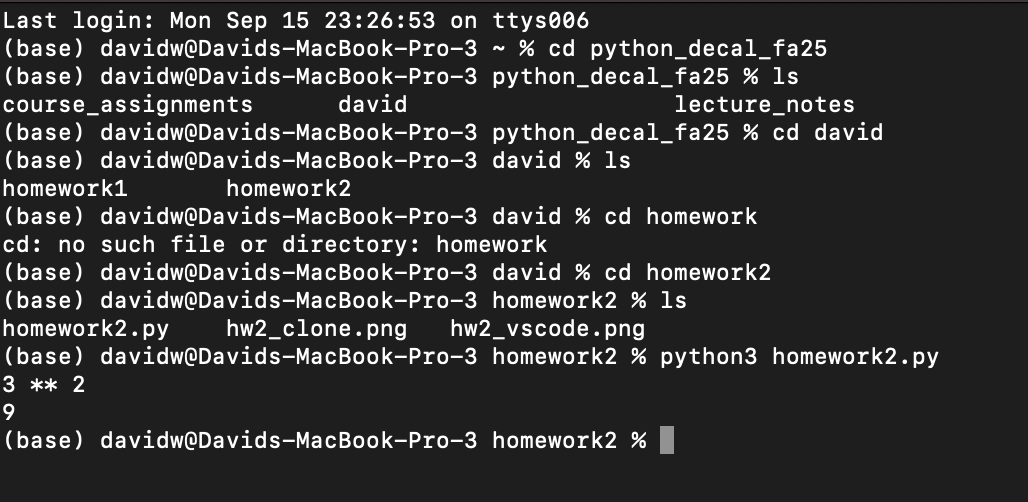 Last login: Mon Sep 15 23:26:53 on ttys006
(base) davidw@Davids-MacBook-Pro-3 ~ % cd python_decal_fa25
(base) davidw@Davids-MacBook-Pro-3 python_decal_fa25 % ls
course_assignments david lecture_notes
(base) davidw@Davids-MacBook-Pro-3 python_decal_fa25 % cd david
(base) davidw@Davids-MacBook-Pro-3 david % ls
homework1 homework2
(base) davidw@Davids-MacBook-Pro-3 david % cd homework
cd: no such file or directory: homework
(base) davidw@Davids-MacBook-Pro-3 david % cd homework2
(base) davidw@Davids-MacBook-Pro-3 homework2 % ls
homework2.py hw2_clone.png hw2_vscode.png
(base) davidw@Davids-MacBook-Pro-3 homework2 % python3 homework2.py
3 ** 2
9
(base) davidw@Davids-MacBook-Pro-3 homework2 %